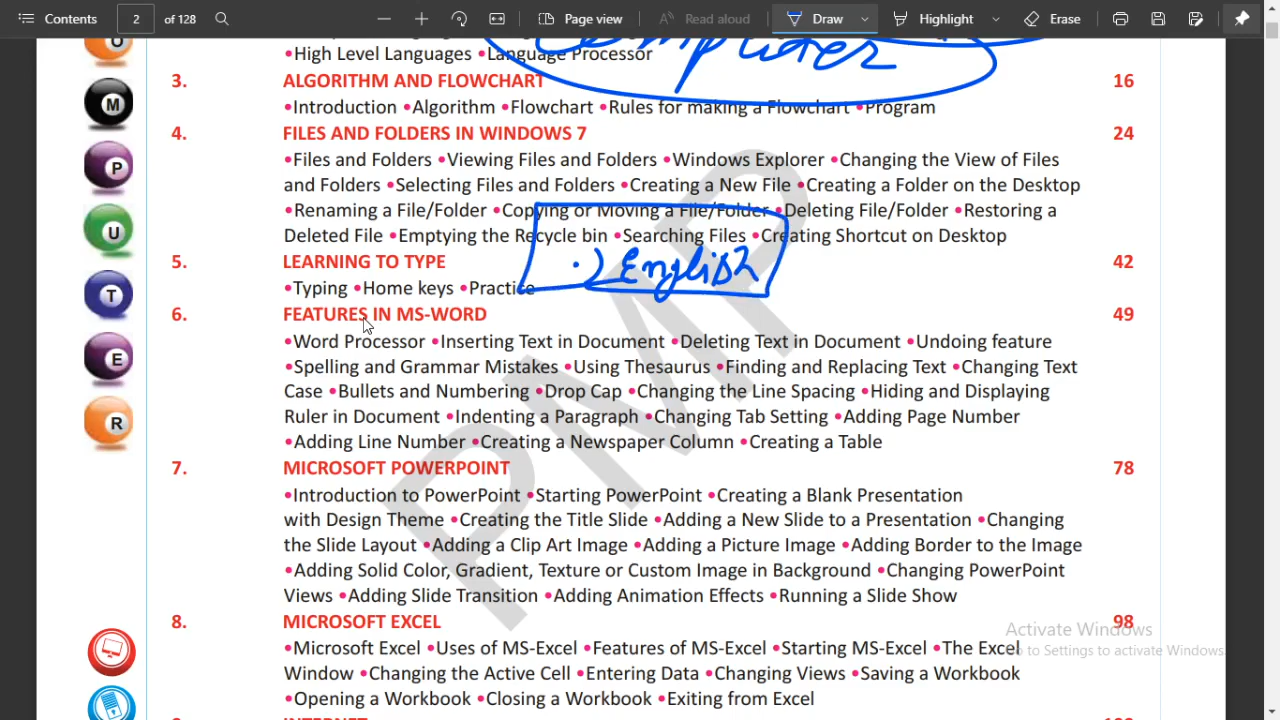 Contents 2 of 128 Page view Read aloud Draw Highlight Erase
Computer
•High Level Languages •Language Processor
3. ALGORITHM AND FLOWCHART 16
•Introduction •Algorithm •Flowchart •Rules for making a Flowchart •Program
4. FILES AND FOLDERS IN WINDOWS 7 24
•Files and Folders •Viewing Files and Folders •Windows Explorer •Changing the View of Files
and Folders •Selecting Files and Folders •Creating a New File •Creating a Folder on the Desktop
•Renaming a File/Folder •Copying or Moving a File/Folder •Deleting File/Folder •Restoring a
Deleted File •Emptying the Recycle bin •Searching Files •Creating Shortcut on Desktop
5. LEARNING TO TYPE 42
English
•Typing •Home keys •Practice
6. FEATURES IN MS-WORD 49
•Word Processor •Inserting Text in Document •Deleting Text in Document •Undoing feature
•Spelling and Grammar Mistakes •Using Thesaurus •Finding and Replacing Text •Changing Text
Case •Bullets and Numbering •Drop Cap •Changing the Line Spacing •Hiding and Displaying
Ruler in Document •Indenting a Paragraph •Changing Tab Setting •Adding Page Number
•Adding Line Number •Creating a Newspaper Column •Creating a Table
7. MICROSOFT POWERPOINT 78
•Introduction to PowerPoint •Starting PowerPoint •Creating a Blank Presentation
with Design Theme •Creating the Title Slide •Adding a New Slide to a Presentation •Changing
the Slide Layout •Adding a Clip Art Image •Adding a Picture Image •Adding Border to the Image
•Adding Solid Color, Gradient, Texture or Custom Image in Background •Changing PowerPoint
Views •Adding Slide Transition •Adding Animation Effects •Running a Slide Show
8. MICROSOFT EXCEL 98
•Microsoft Excel •Uses of MS-Excel •Features of MS-Excel •Starting MS-Excel •The Excel
Window •Changing the Active Cell •Entering Data •Changing Views •Saving a Workbook
•Opening a Workbook •Closing a Workbook •Exiting from Excel
O
M
P
U
T
E
R
PMP
Activate Windows
Go to Settings to activate Windows.